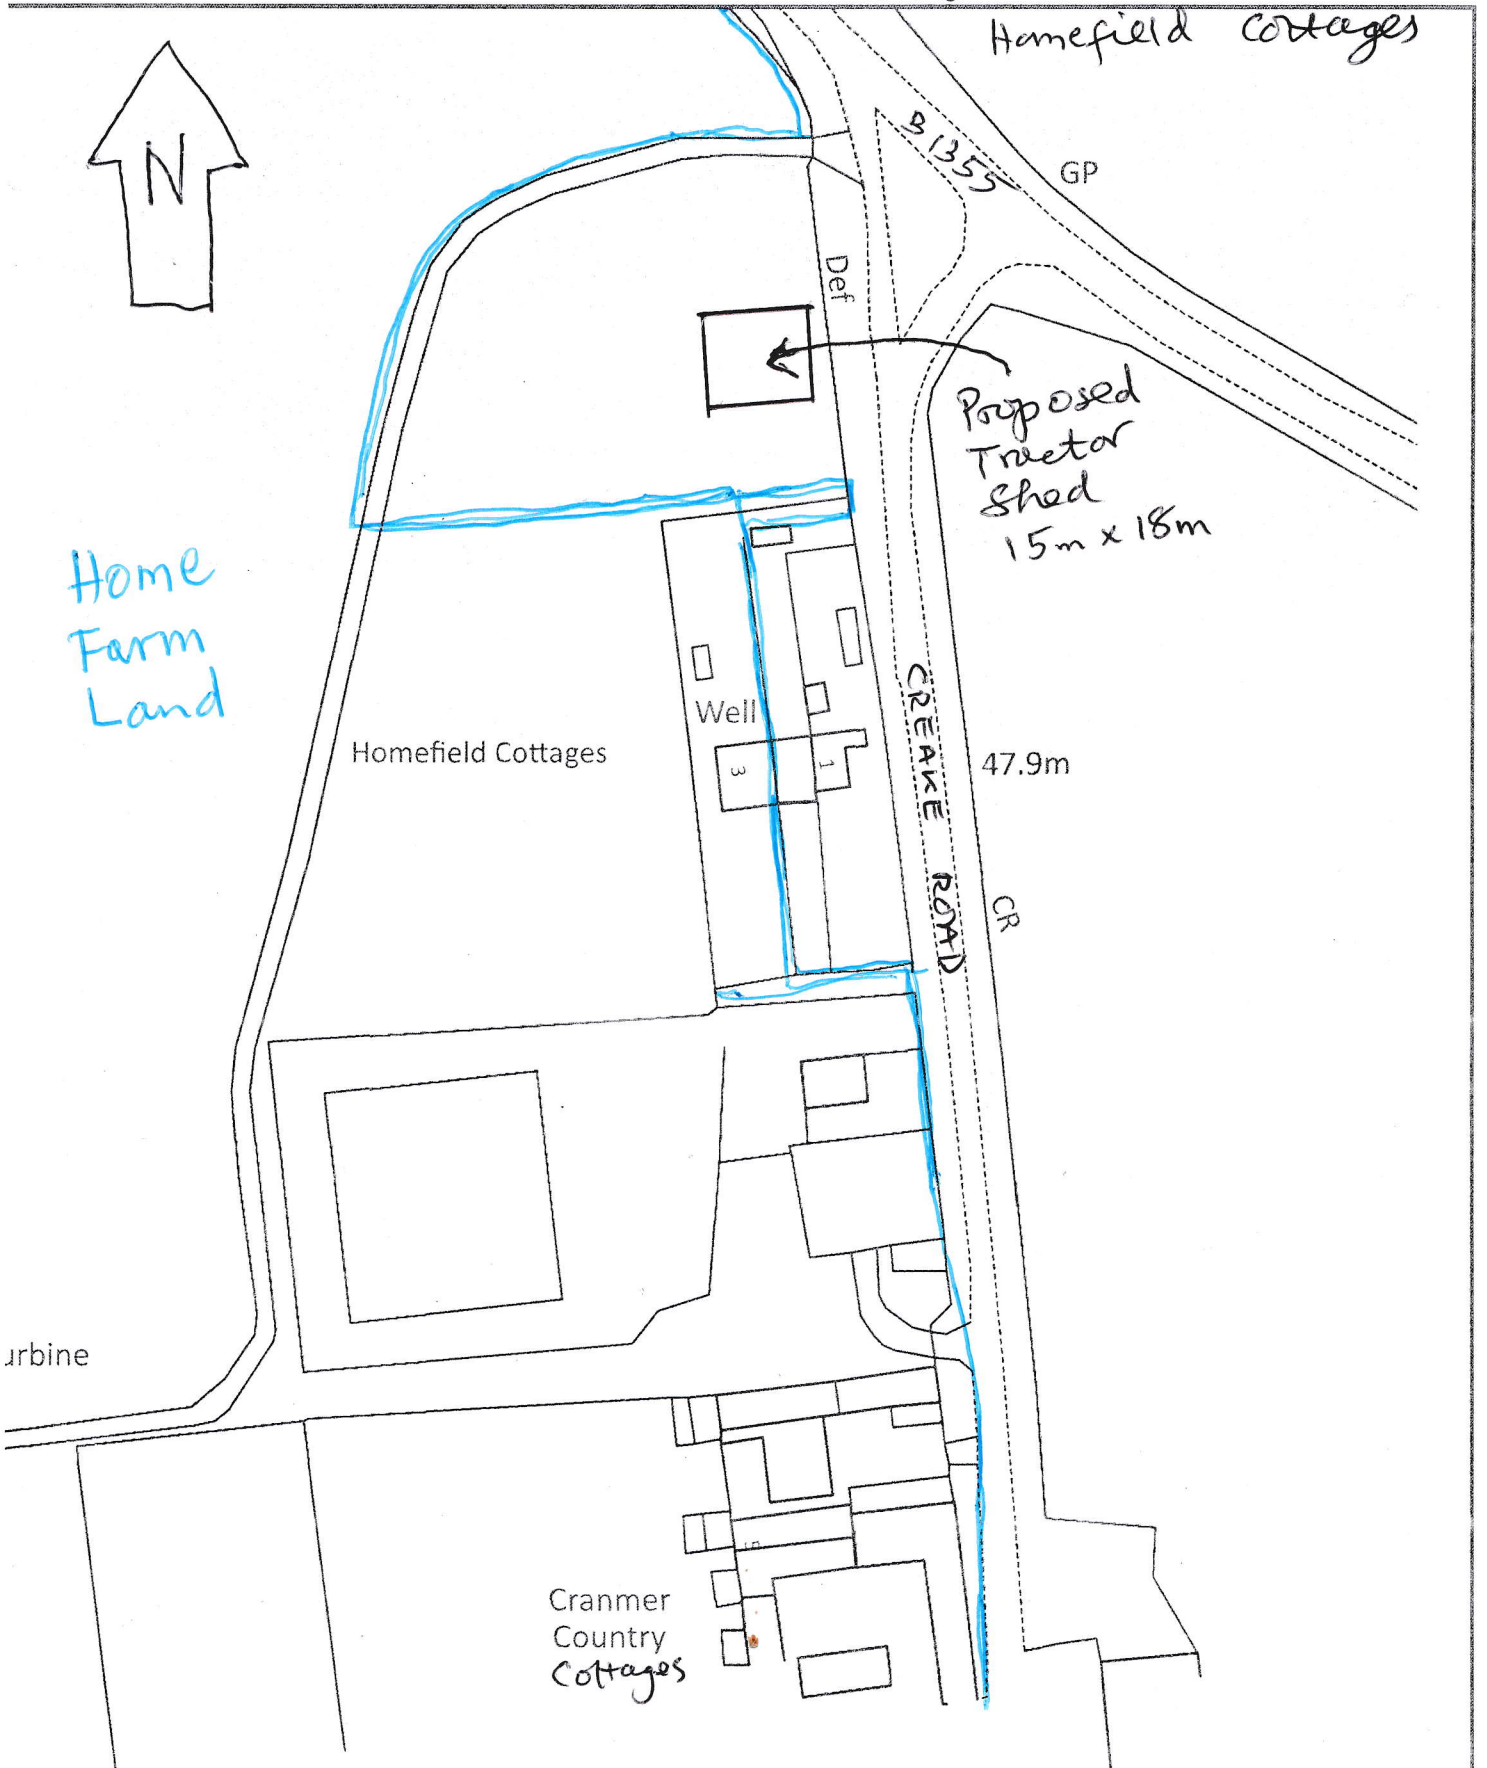 Homefield Cottages
N
B1355
GP
Def
Proposed
Tractor
Shed
15m x 18m
Home
Farm
Land
Well
Homefield Cottages
3
1
CREAKE ROAD
47.9m
CR
urbine
5
Cranmer
Country
Cottages